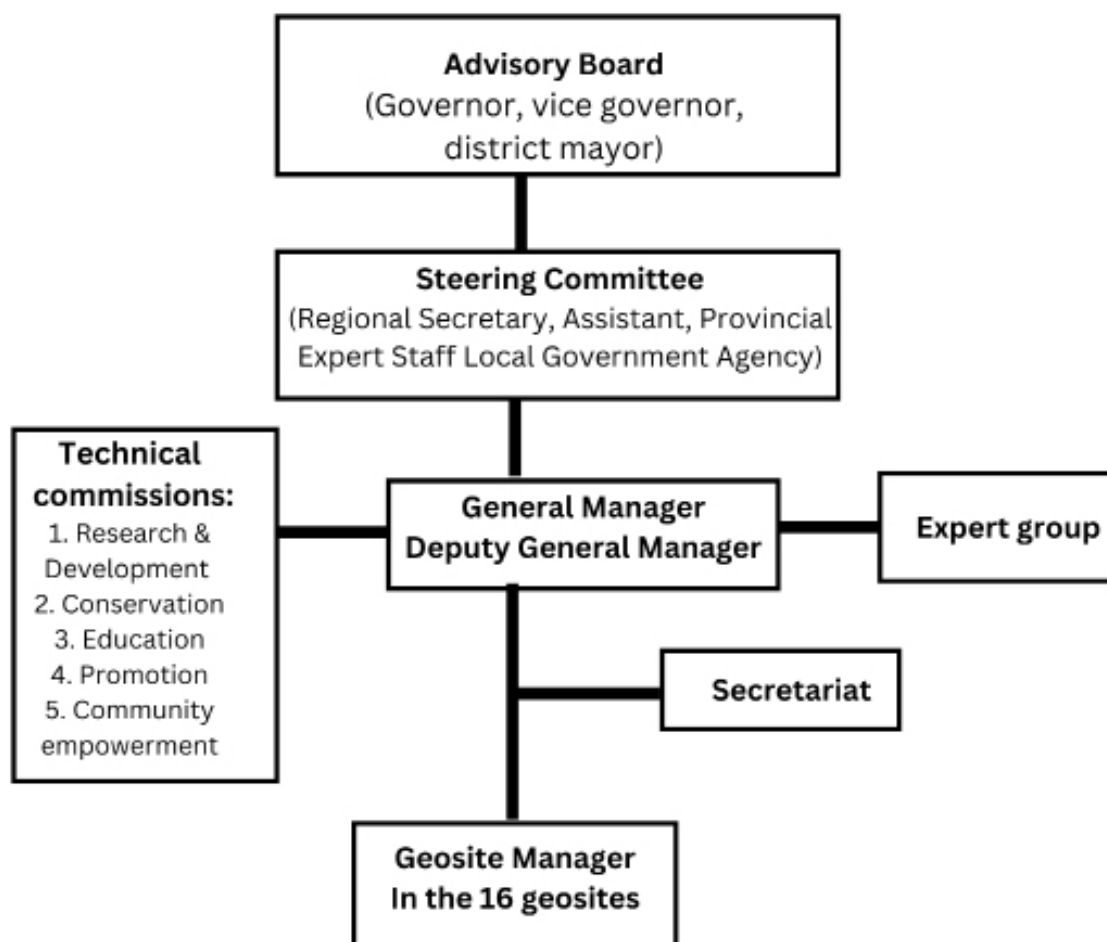 Advisory Board
(Governor, vice governor,
district mayor)
Steering Committee
(Regional Secretary, Assistant, Provincial
Expert Staff Local Government Agency)
Technical
commissions:
1. Research &
Development
2. Conservation
3. Education
4. Promotion
5. Community
empowerment
General Manager
Deputy General Manager
Expert group
Secretariat
Geosite Manager
In the 16 geosites